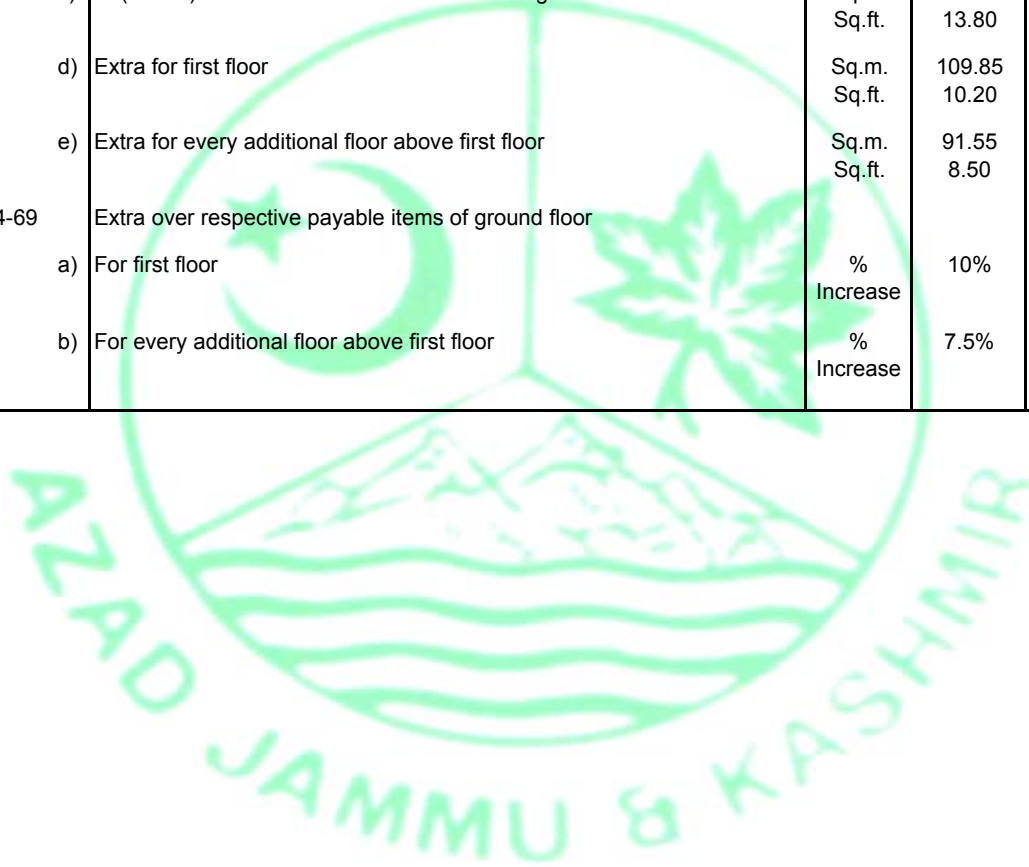 Sq.ft. 13.80
d) Extra for first floor Sq.m. 109.85
Sq.ft. 10.20
e) Extra for every additional floor above first floor Sq.m. 91.55
Sq.ft. 8.50
4-69 Extra over respective payable items of ground floor
a) For first floor % 10%
Increase
b) For every additional floor above first floor % 7.5%
Increase
AZAD JAMMU & KASHMIR